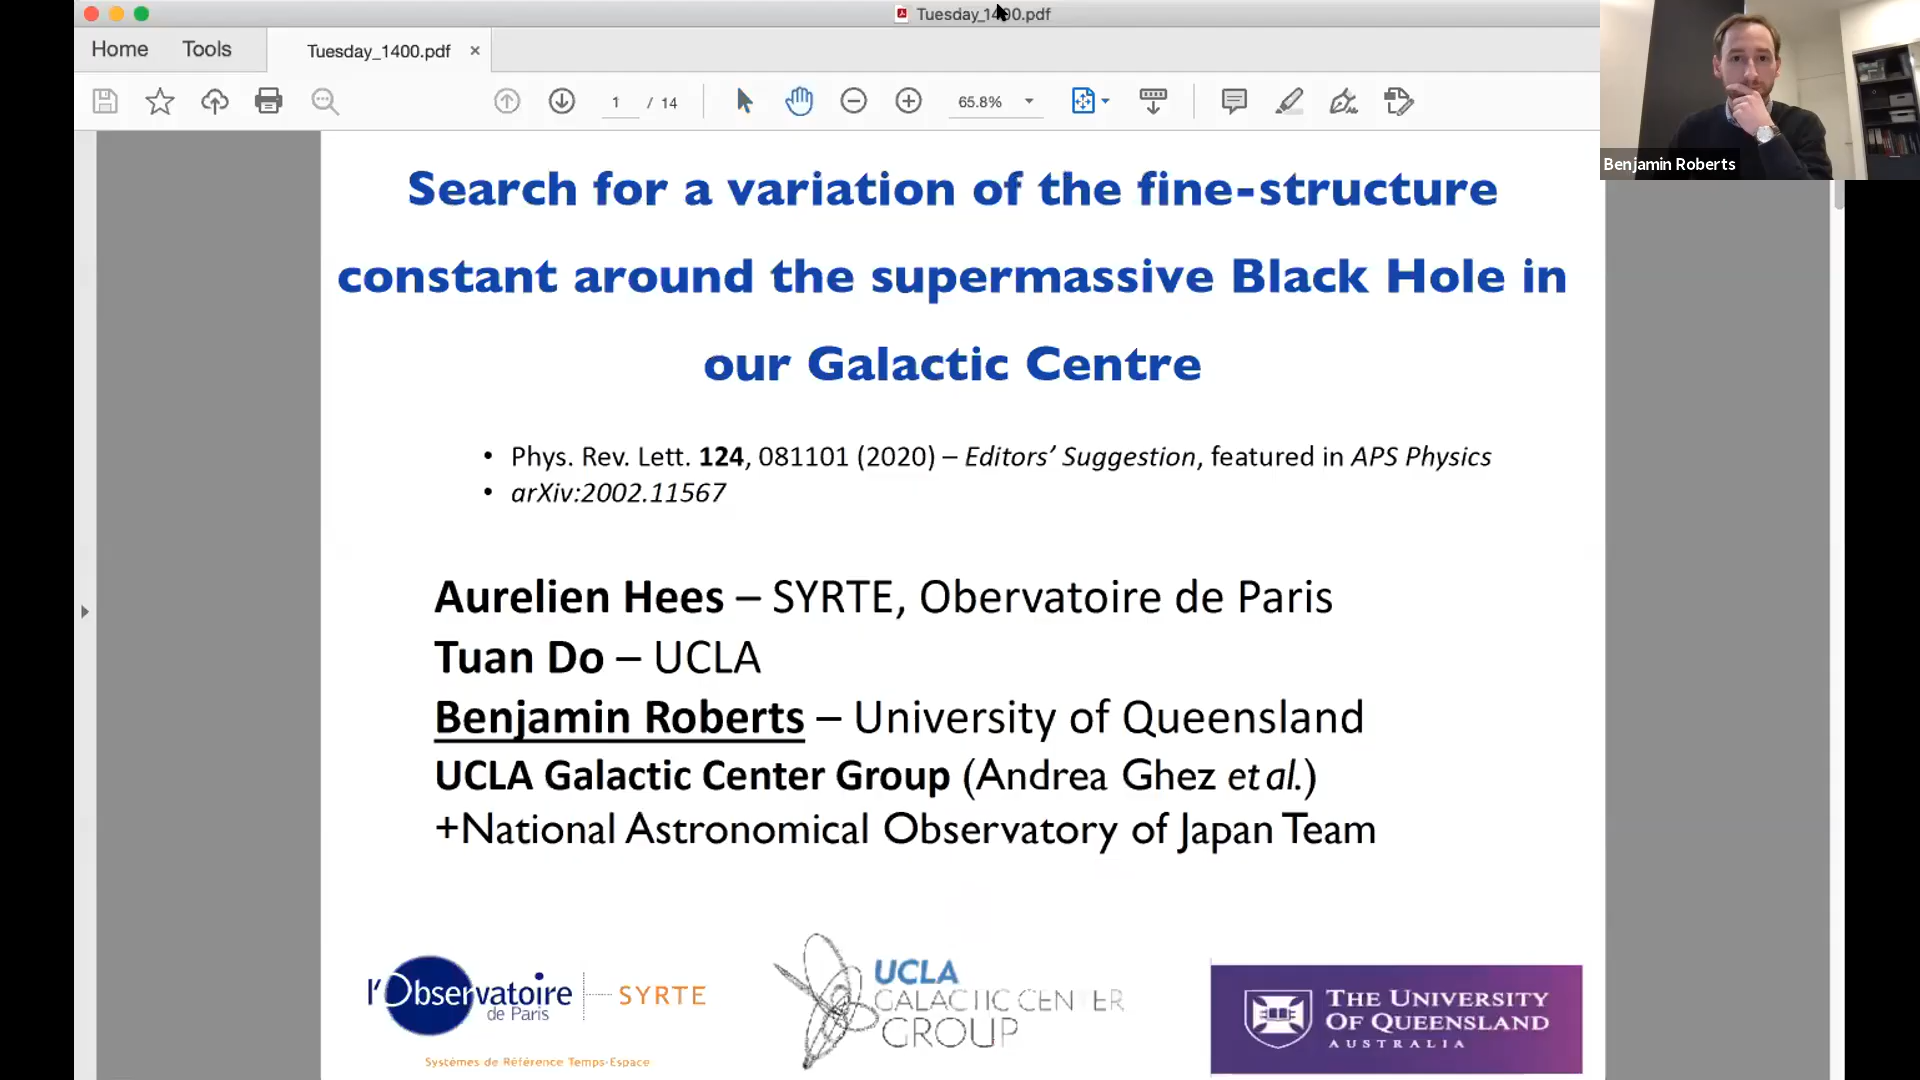 Tuesday_1400.pdf
Home Tools Tuesday_1400.pdf ×
1 / 14 65.8%
Benjamin Roberts
Search for a variation of the fine-structure
constant around the supermassive Black Hole in
our Galactic Centre
• Phys. Rev. Lett. 124, 081101 (2020) – Editors’ Suggestion, featured in APS Physics
• arXiv:2002.11567
Aurelien Hees – SYRTE, Obervatoire de Paris
Tuan Do – UCLA
Benjamin Roberts – University of Queensland
UCLA Galactic Center Group (Andrea Ghez et al.)
+National Astronomical Observatory of Japan Team
l'Observatoire
de Paris
SYRTE
Systèmes de Référence Temps-Espace
UCLA
GALACTIC CENTER
GROUP
THE UNIVERSITY
OF QUEENSLAND
AUSTRALIA